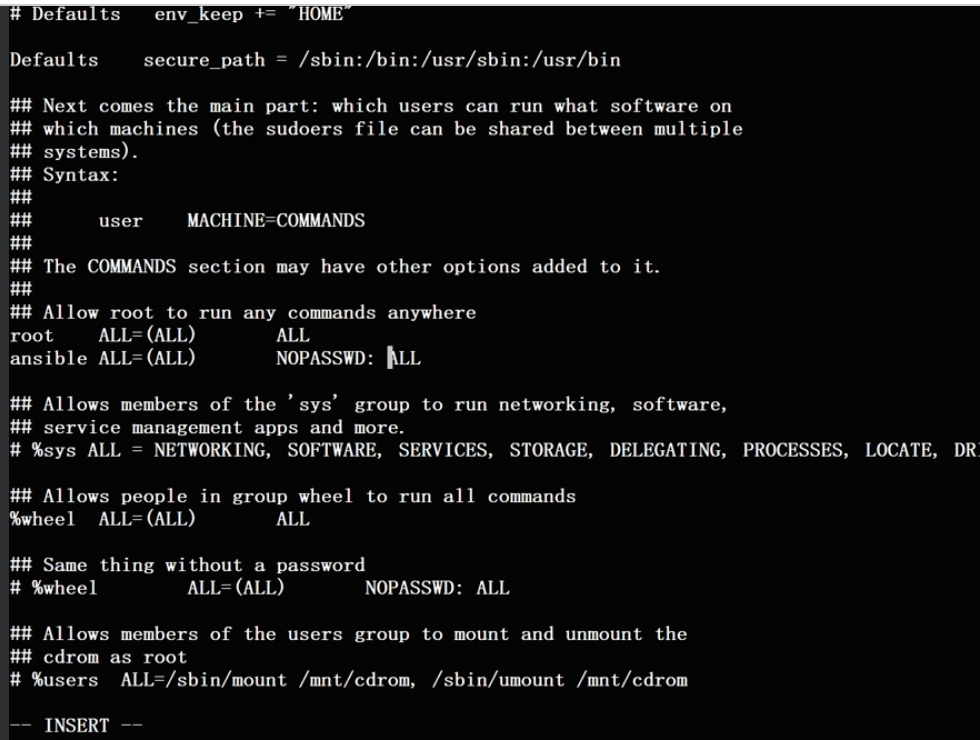 # Defaults   env_keep += "HOME"
Defaults    secure_path = /sbin:/bin:/usr/sbin:/usr/bin
## Next comes the main part: which users can run what software on
## which machines (the sudoers file can be shared between multiple
## systems).
## Syntax:
##
##      user    MACHINE=COMMANDS
##
## The COMMANDS section may have other options added to it.
##
## Allow root to run any commands anywhere
root    ALL=(ALL)       ALL
ansible ALL=(ALL)       NOPASSWD: ALL
## Allows members of the 'sys' group to run networking, software,
## service management apps and more.
# %sys ALL = NETWORKING, SOFTWARE, SERVICES, STORAGE, DELEGATING, PROCESSES, LOCATE,
## Allows people in group wheel to run all commands
%wheel  ALL=(ALL)       ALL
## Same thing without a password
# %wheel        ALL=(ALL)       NOPASSWD: ALL
## Allows members of the users group to mount and unmount the
## cdrom as root
# %users  ALL=/sbin/mount /mnt/cdrom, /sbin/umount /mnt/cdrom
-- INSERT --